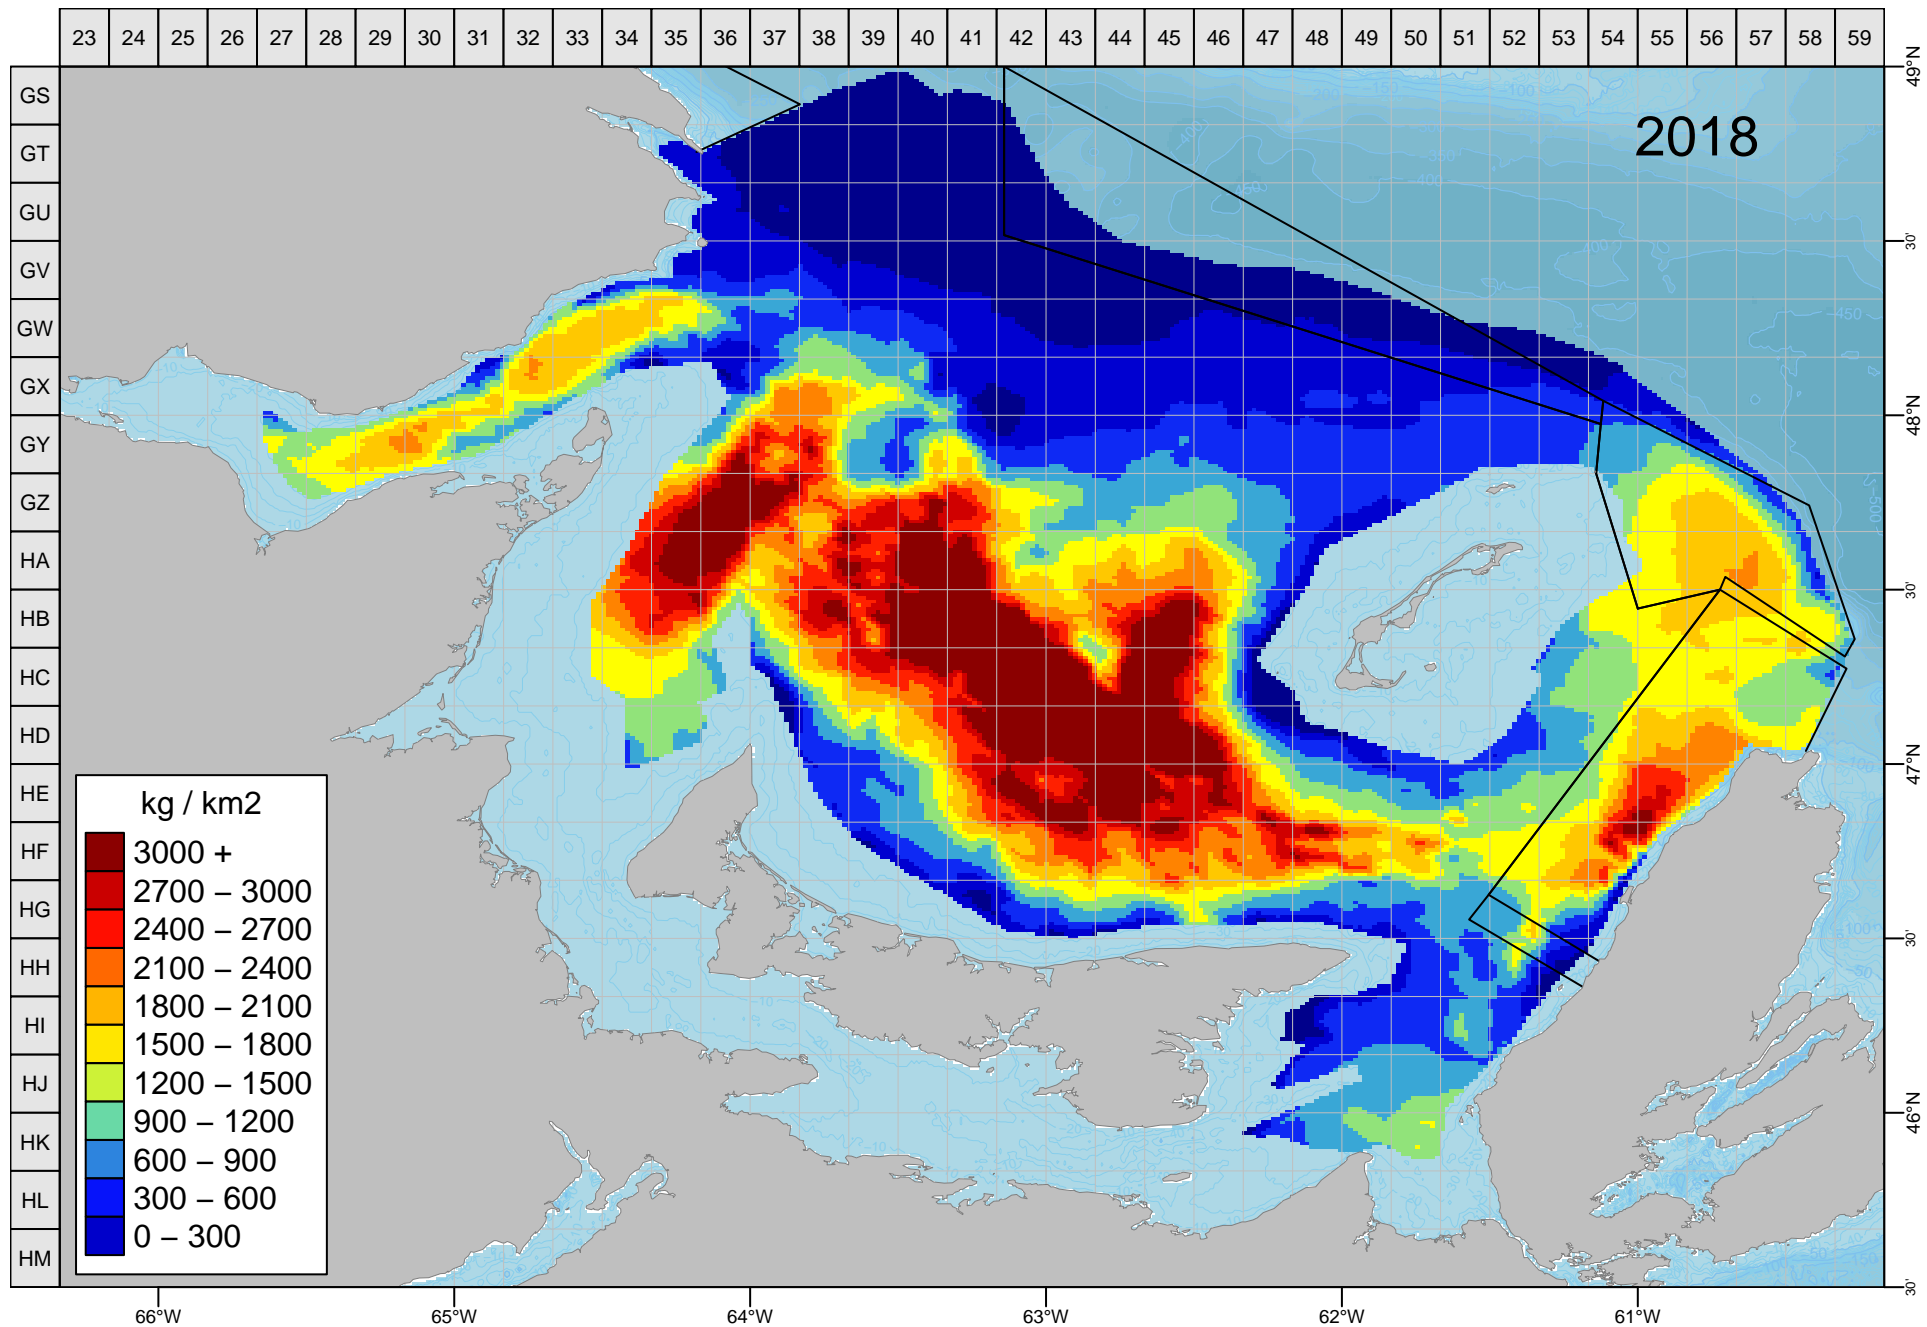 23 24 25 26 27 28 29 30 31 32 33 34 35 36 37 38 39 40 41 42 43 44 45 46 47 48 49 50 51 52 53 54 55 56 57 58 59
GS
GT
GU
GV
GW
GX
GY
GZ
HA
HB
HC
HD
HE
HF
HG
HH
HI
HJ
HK
HL
HM
2018
49°N
30'
48°N
30'
47°N
30'
46°N
30'
kg / km2
3000 +
2700 – 3000
2400 – 2700
2100 – 2400
1800 – 2100
1500 – 1800
1200 – 1500
900 – 1200
600 – 900
300 – 600
0 – 300
66°W 65°W 64°W 63°W 62°W 61°W